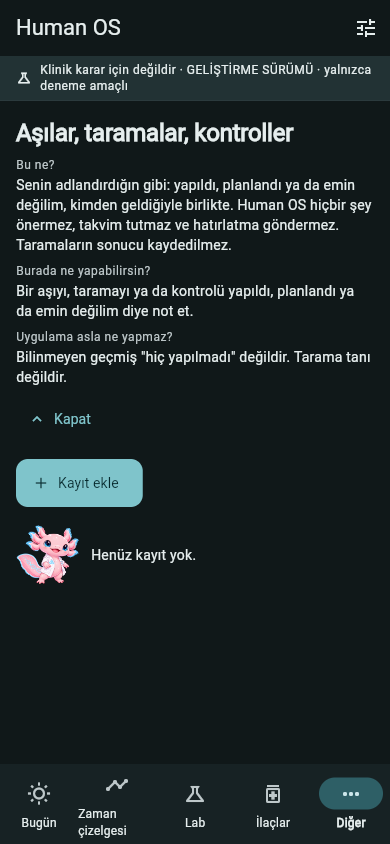 Human OS
Klinik karar için değildir · GELİŞTİRME SÜRÜMÜ · yalnızca
deneme amaçlı
Aşılar, taramalar, kontroller
Bu ne?
Senin adlandırdığın gibi: yapıldı, planlandı ya da emin
değilim, kimden geldiğiyle birlikte. Human OS hiçbir şey
önermez, takvim tutmaz ve hatırlatma göndermez.
Taramaların sonucu kaydedilmez.
Burada ne yapabilirsin?
Bir aşıyı, taramayı ya da kontrolü yapıldı, planlandı ya
da emin değilim diye not et.
Uygulama asla ne yapmaz?
Bilinmeyen geçmiş "hiç yapılmadı" değildir. Tarama tanı
değildir.
Kapat
Kayıt ekle
Henüz kayıt yok.
Bugün
Zaman
çizelgesi
Lab
İlaçlar
Diğer